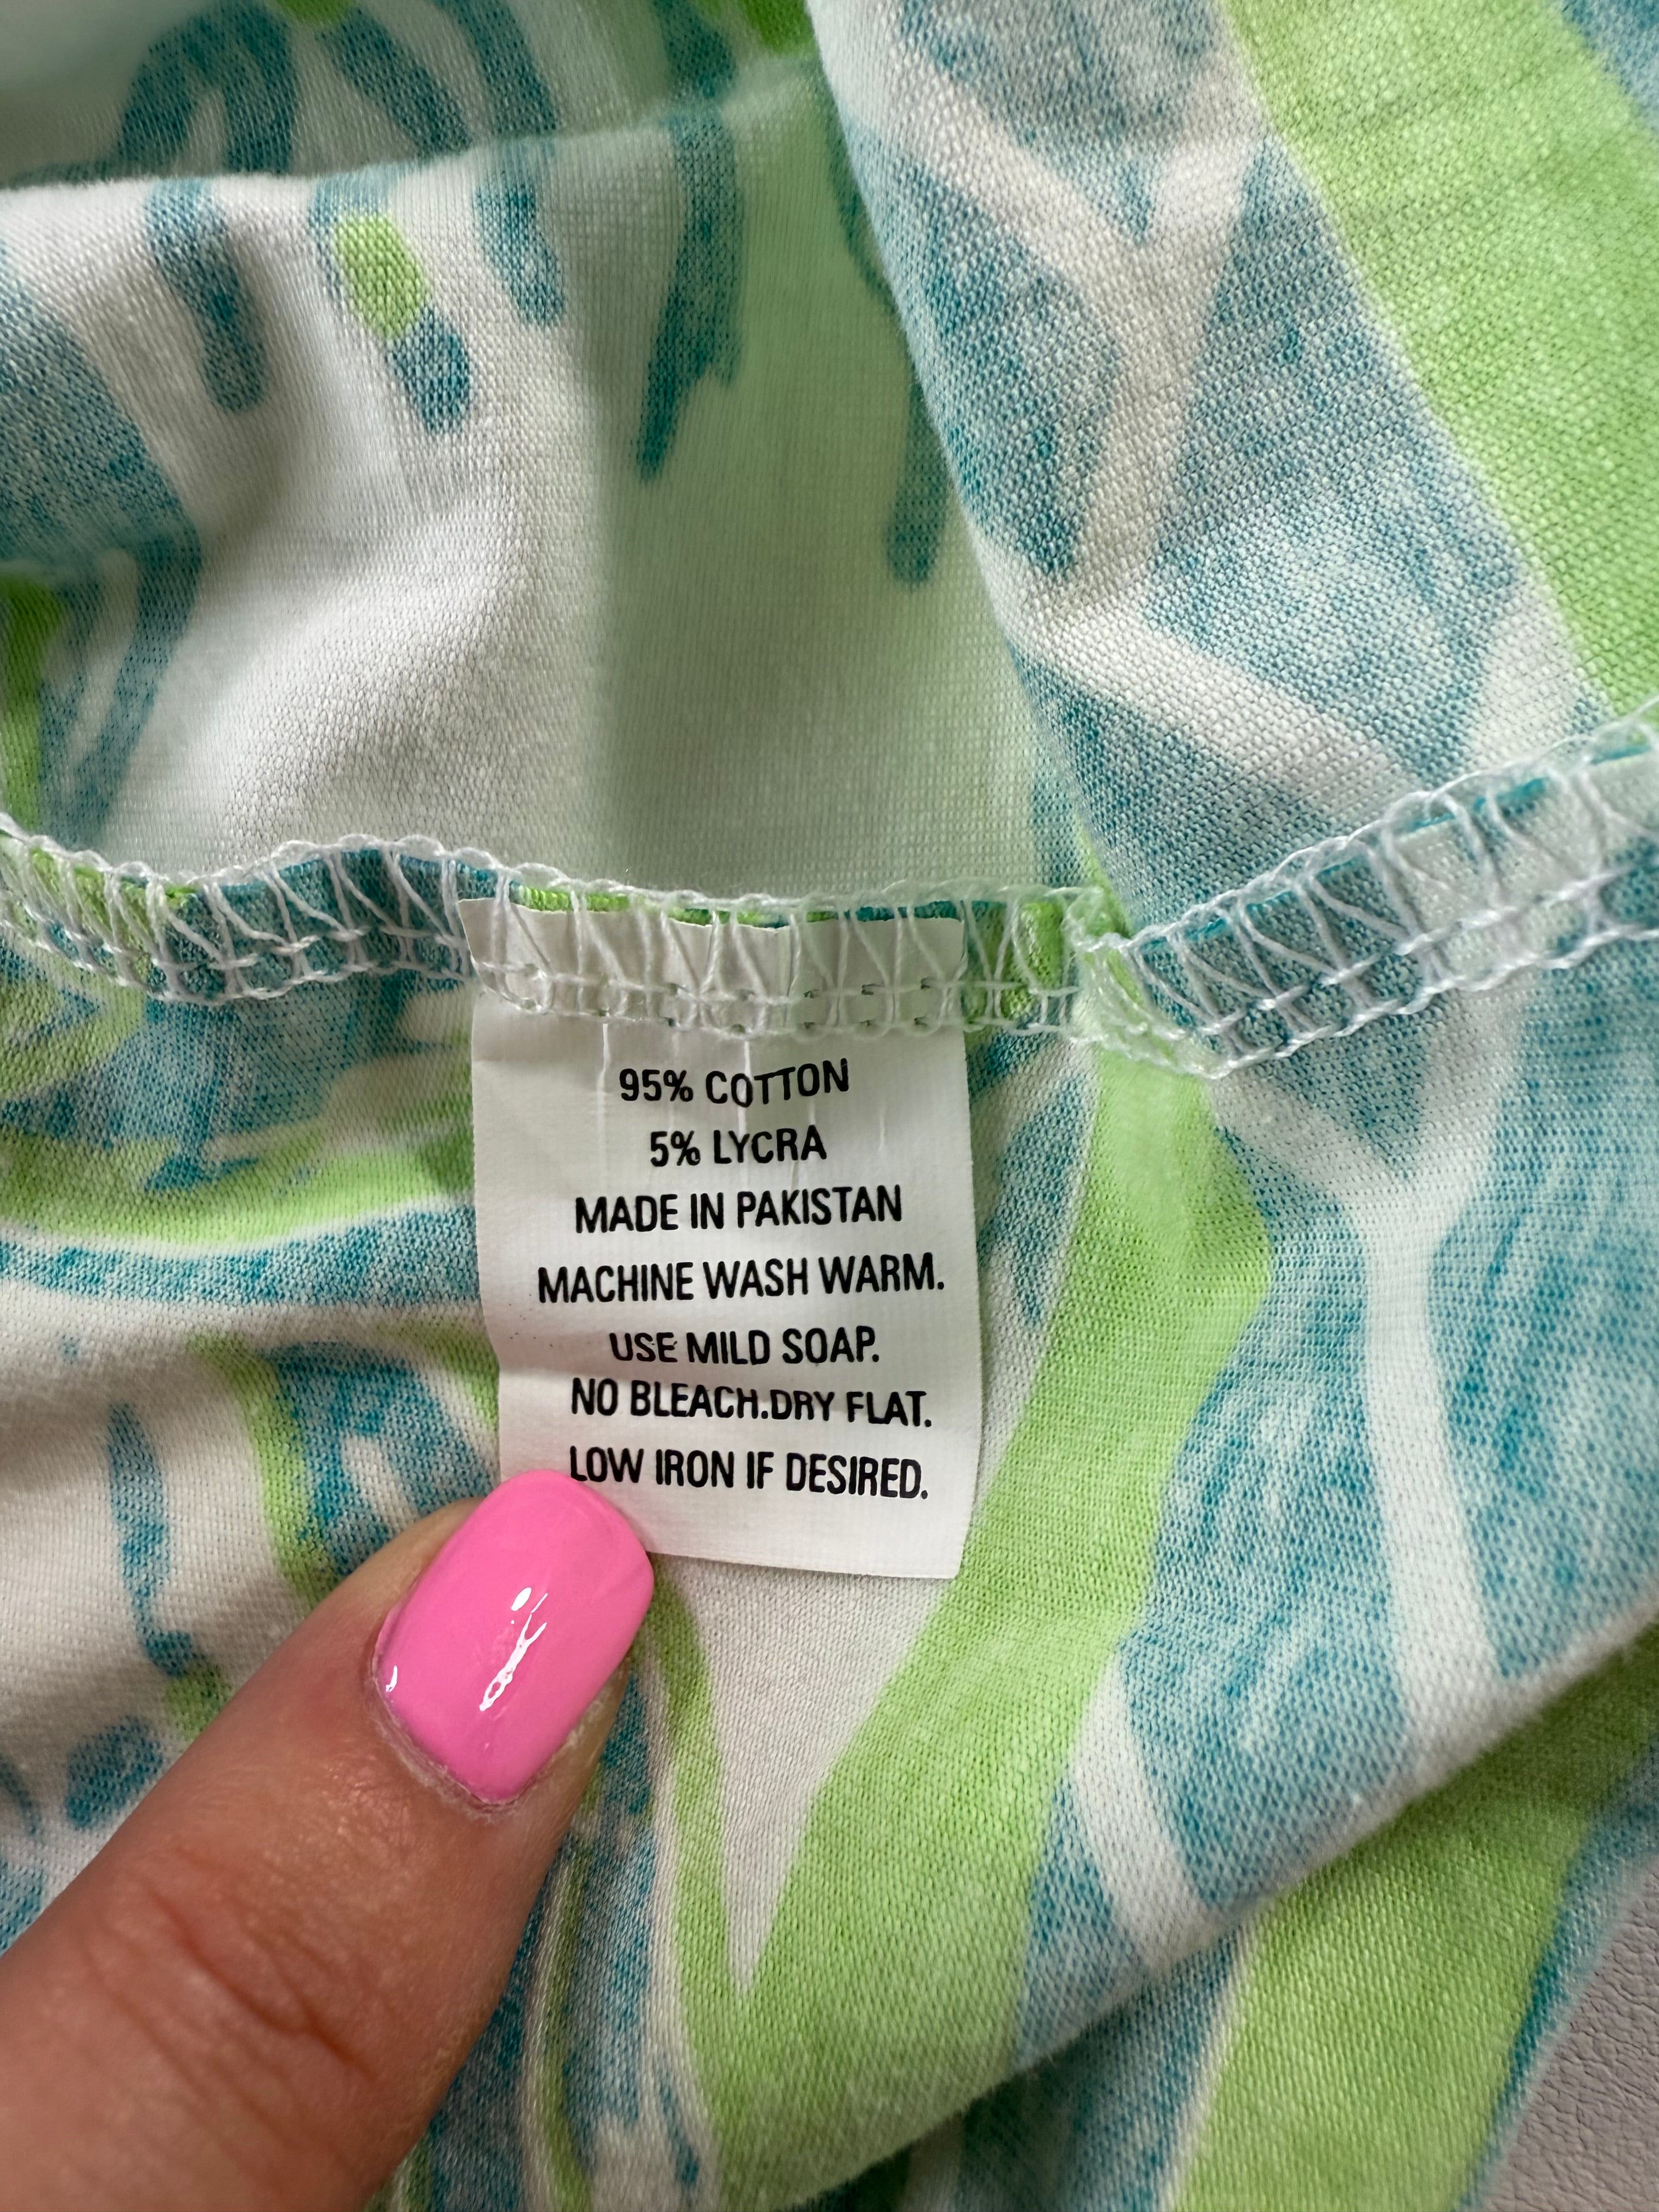 95% COTTON
5% LYCRA
MADE IN PAKISTAN
MACHINE WASH WARM.
USE MILD SOAP.
NO BLEACH.DRY FLAT.
LOW IRON IF DESIRED.